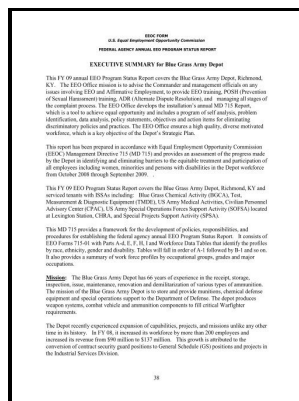 EEOC FORM
U.S. Equal Employment Opportunity Commission
FEDERAL AGENCY ANNUAL EEO PROGRAM STATUS REPORT
EXECUTIVE SUMMARY for Blue Grass Army Depot
This FY 09 annual EEO Program Status Report covers the Blue Grass Army Depot, Richmond,
KY. The EEO Office mission is to advise the Commander and management officials on any
issues involving EEO and Affirmative Employment, to provide EEO training, POSH (Prevention
of Sexual Harassment) training, ADR (Alternate Dispute Resolution), and managing all stages of
the complaint process. The EEO Office develops the installation's annual MD 715 Report,
which is a tool to achieve equal opportunity and includes a program of self analysis, problem
identification, data analysis, policy statements, objectives and action items for eliminating
discriminatory policies and practices. The EEO Office ensures a high quality, diverse motivated
workforce, which is a key objective of the Depot's Strategic Plan.
This report has been prepared in accordance with Equal Employment Opportunity Commission
(EEOC) Management Directive 715 (MD 715) and provides an assessment of the progress made
by the Depot in identifying and eliminating barriers to the equitable treatment and participation of
all employees including women, minorities and persons with disabilities in the Depot workforce
from October 2008 through September 2009. .
This FY 09 EEO Program Status Report covers the Blue Grass Army Depot, Richmond, KY and
serviced tenants with ISSAs including: Blue Grass Chemical Activity (BGCA), Test,
Measurement & Diagnostic Equipment (TMDE), US Army Medical Activities, Civilian Personnel
Advisory Center (CPAC), US Army Special Operations Forces Support Activity (SOFSA) located
at Lexington Station, CHRA, and Special Projects Support Activity (SPSA).
This MD 715 provides a framework for the development of policies, responsibilities, and
procedures for establishing the federal agency annual EEO Program Status Report. It consists of
EEO Forms 715-01 with Parts A-d, E, F, H, I and Workforce Data Tables that identify the profiles
by race, ethnicity, gender and disability. Tables will fall in order of A-1 followed by B-1 and so on.
It also provides a summary of work force profiles by occupational groups, grades and major
occupations.
Mission: The Blue Grass Army Depot has 66 years of experience in the receipt, storage,
inspection, issue, maintenance, renovation and demilitarization of various types of ammunition.
The mission of the Blue Grass Army Depot is to store and provide munitions, chemical defense
equipment and special operations support to the Department of Defense. The depot produces
weapon systems, combat vehicle and ammunition components to fill critical Warfighter
requirements.
The Depot recently experienced an expansion of capabilities, projects, and missions unlike any other
time in its history. In FY 08, it increased its workforce by more than 200 employees and
increased its revenue from $90 million to $137 million. This growth is attributed to the
conversion of contract security guard positions to General Schedule (GS) positions and projects in
the Industrial Services Division.
38